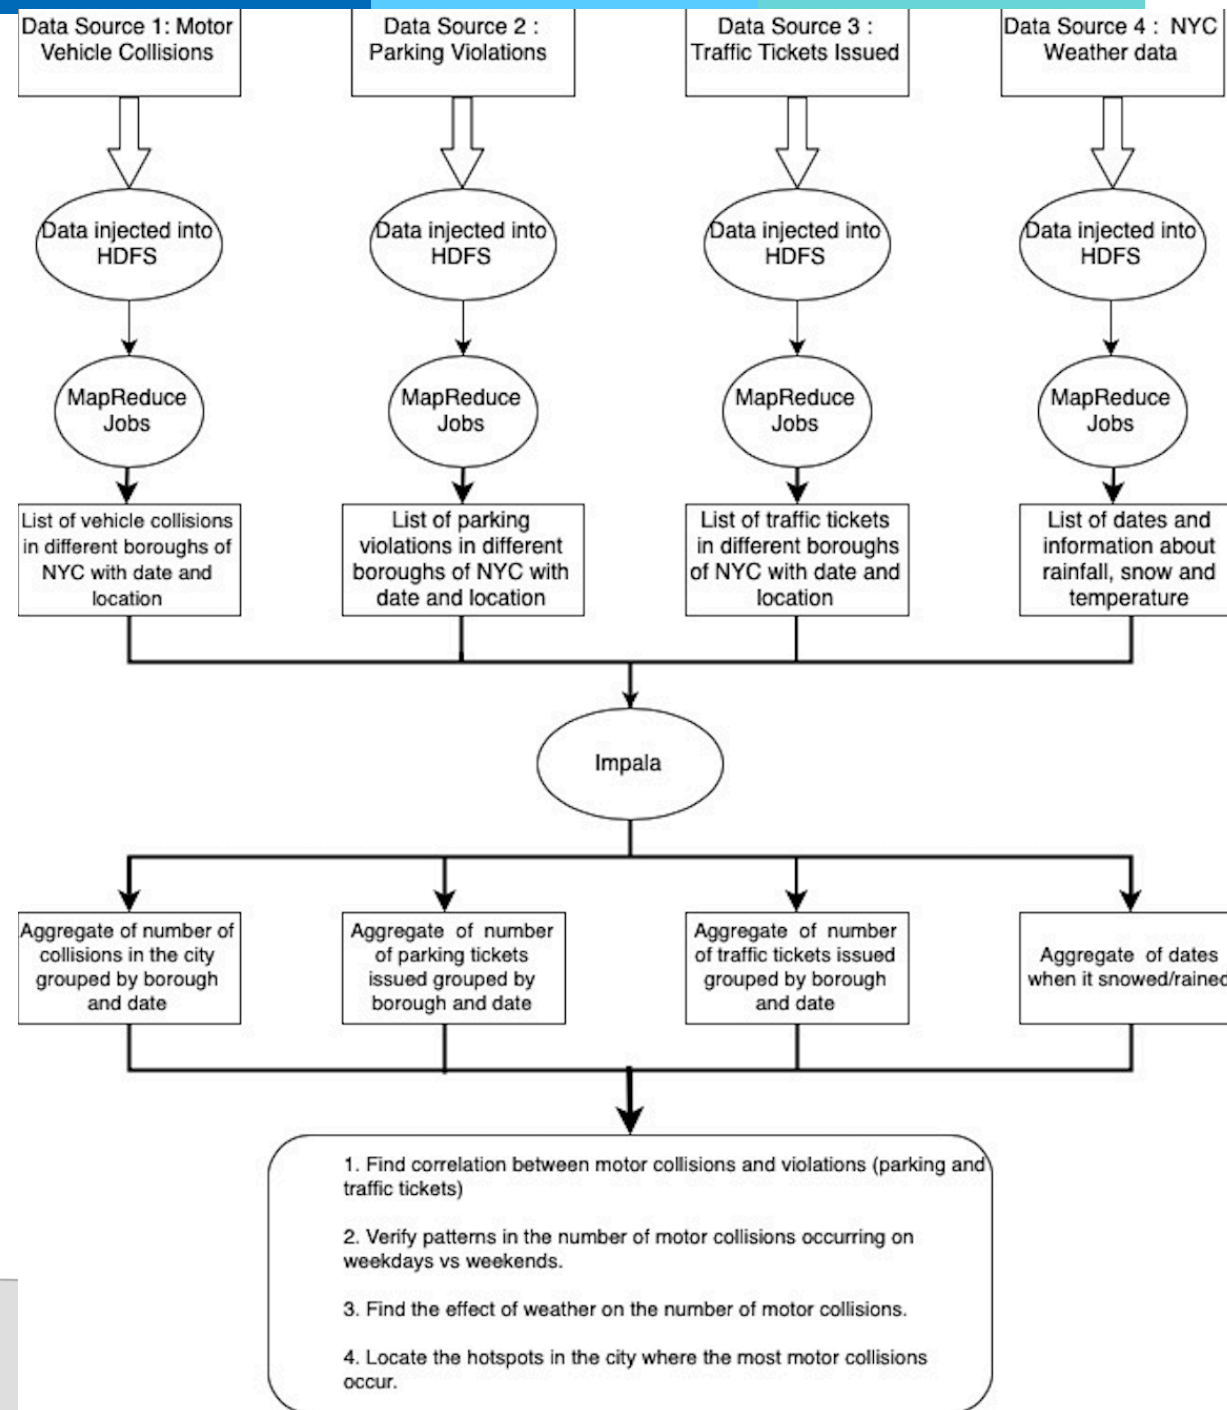 Data Source 1: Motor
Vehicle Collisions
Data Source 2 :
Parking Violations
Data Source 3 :
Traffic Tickets Issued
Data Source 4 : NYC
Weather data
Data injected into
HDFS
Data injected into
HDFS
Data injected into
HDFS
Data injected into
HDFS
MapReduce
Jobs
MapReduce
Jobs
MapReduce
Jobs
MapReduce
Jobs
List of vehicle collisions
in different boroughs of
NYC with date and
location
List of parking
violations in different
boroughs of NYC with
date and location
List of traffic tickets
in different boroughs
of NYC with date and
location
List of dates and
information about
rainfall, snow and
temperature
Impala
Aggregate of number of
collisions in the city
grouped by borough
and date
Aggregate of number
of parking tickets
issued grouped by
borough and date
Aggregate of number
of traffic tickets issued
grouped by borough
and date
Aggregate of dates
when it snowed/rained
1. Find correlation between motor collisions and violations (parking and
traffic tickets)
2. Verify patterns in the number of motor collisions occurring on
weekdays vs weekends.
3. Find the effect of weather on the number of motor collisions.
4. Locate the hotspots in the city where the most motor collisions
occur.